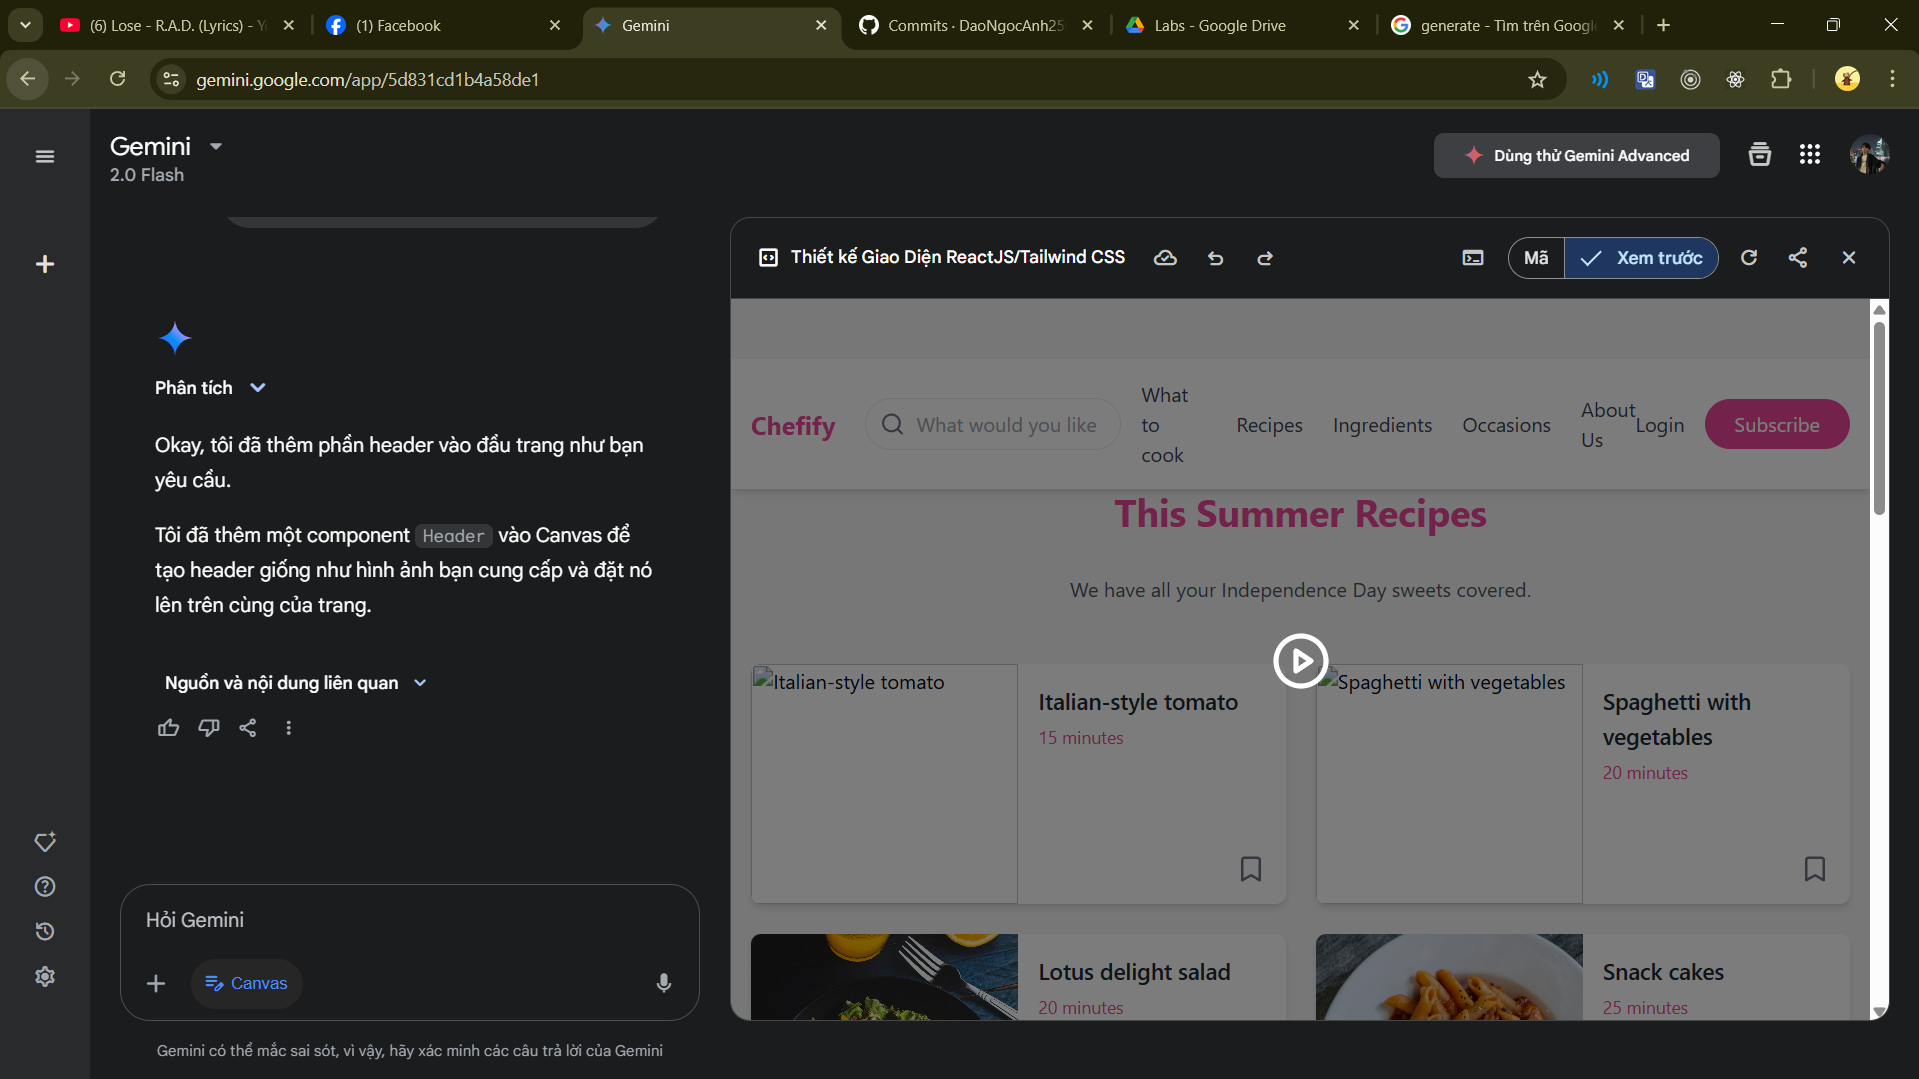 (6) Lose - R.A.D. (Lyrics) - Y
(1) Facebook
Gemini
Commits · DaoNgocAnh25
Labs - Google Drive
generate - Tìm trên Google
gemini.google.com/app/5d831cd1b4a58de1
Gemini
2.0 Flash
Dùng thử Gemini Advanced
Thiết kế Giao Diện ReactJS/Tailwind CSS
Mã
Xem trước
Phân tích
Okay, tôi đã thêm phần header vào đầu trang như bạn
yêu cầu.
Tôi đã thêm một component Header vào Canvas để
tạo header giống như hình ảnh bạn cung cấp và đặt nó
lên trên cùng của trang.
Nguồn và nội dung liên quan
Hỏi Gemini
Canvas
Gemini có thể mắc sai sót, vì vậy, hãy xác minh các câu trả lời của Gemini
Chefify
What would you like
What
to
cook
Recipes
Ingredients
Occasions
About
Us
Login
Subscribe
This Summer Recipes
We have all your Independence Day sweets covered.
Italian-style tomato
Italian-style tomato
15 minutes
Spaghetti with vegetables
Spaghetti with
vegetables
20 minutes
Lotus delight salad
20 minutes
Snack cakes
25 minutes